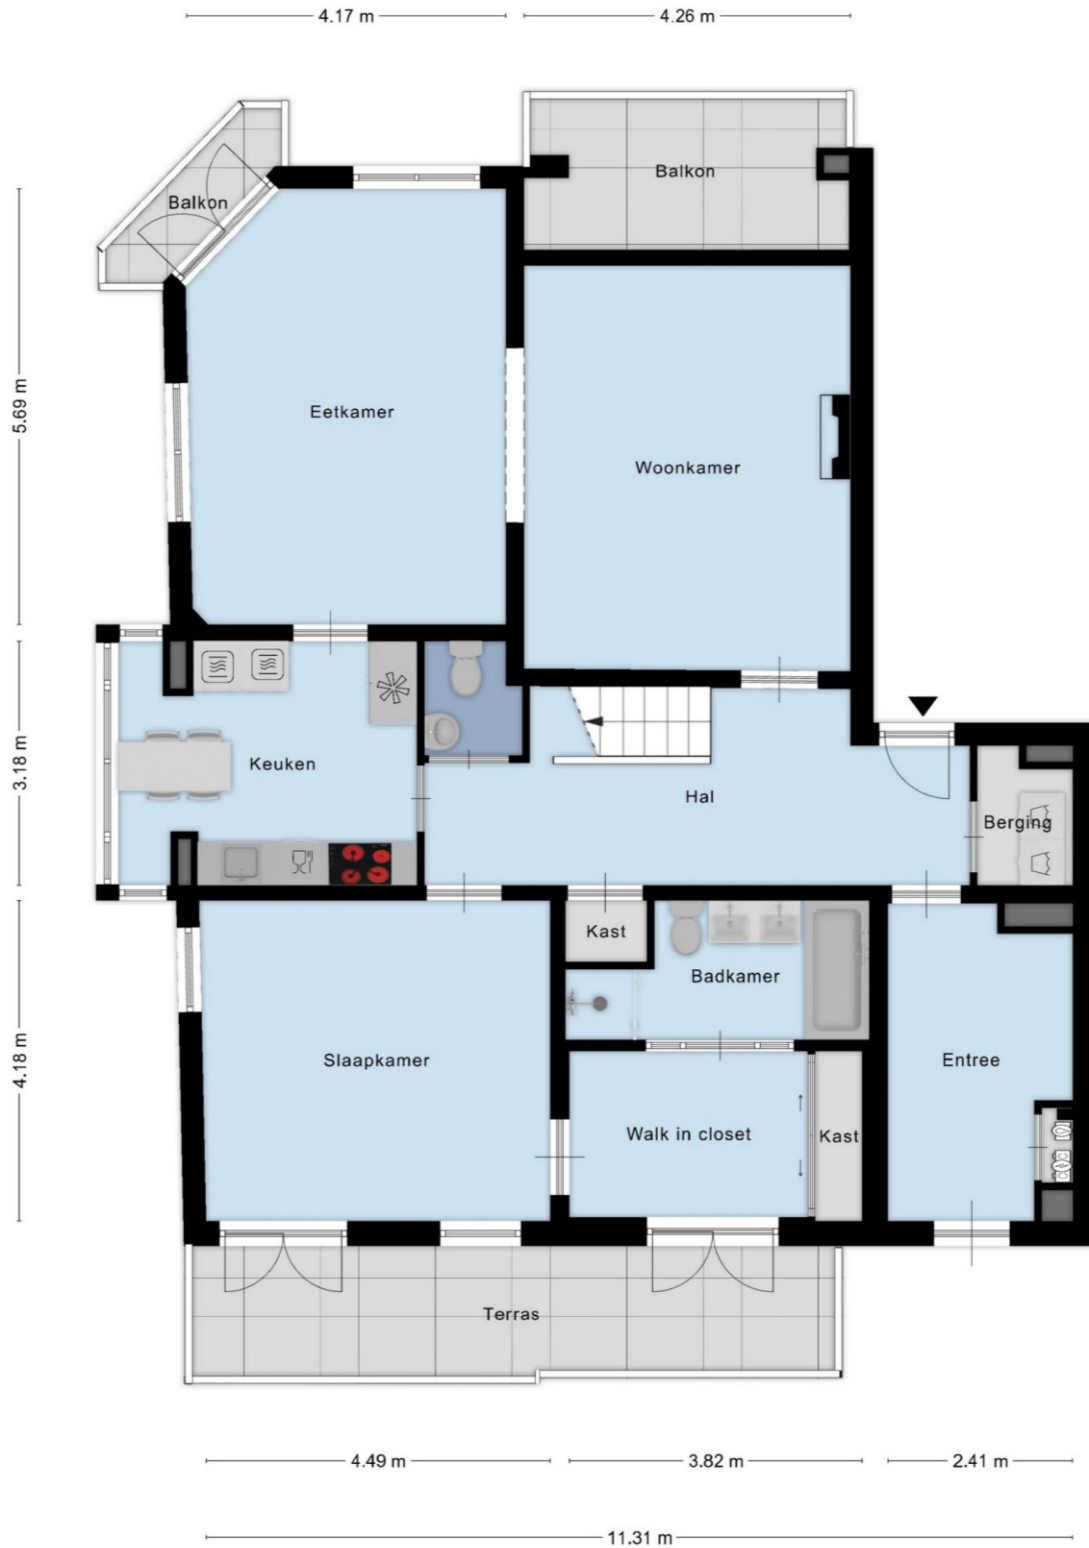 4.17 m
4.26 m
Balkon
Balkon
5.69 m
Eetkamer
Woonkamer
3.18 m
Keuken
Hal
Berging
Kast
Badkamer
4.18 m
Slaapkamer
Entree
Walk in closet
Kast
Terras
4.49 m
3.82 m
2.41 m
11.31 m